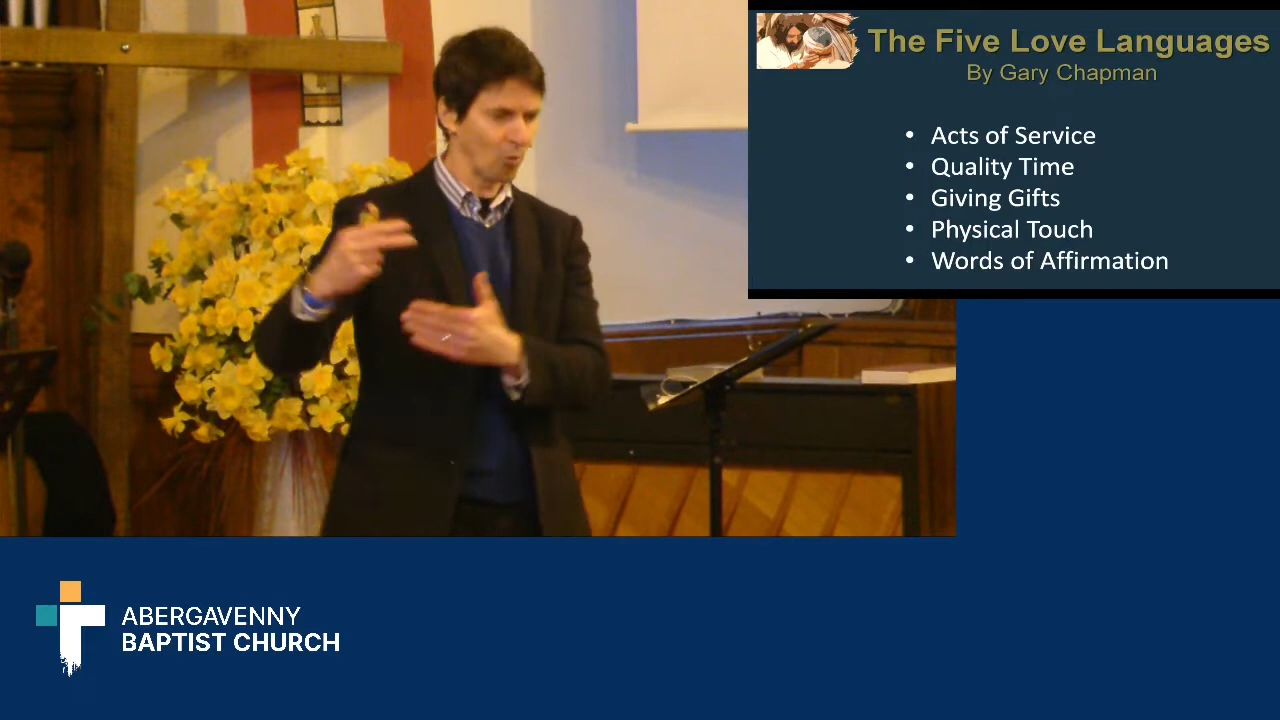 The Five Love Languages
By Gary Chapman
• Acts of Service
• Quality Time
• Giving Gifts
• Physical Touch
• Words of Affirmation
ABERGAVENNY
BAPTIST CHURCH